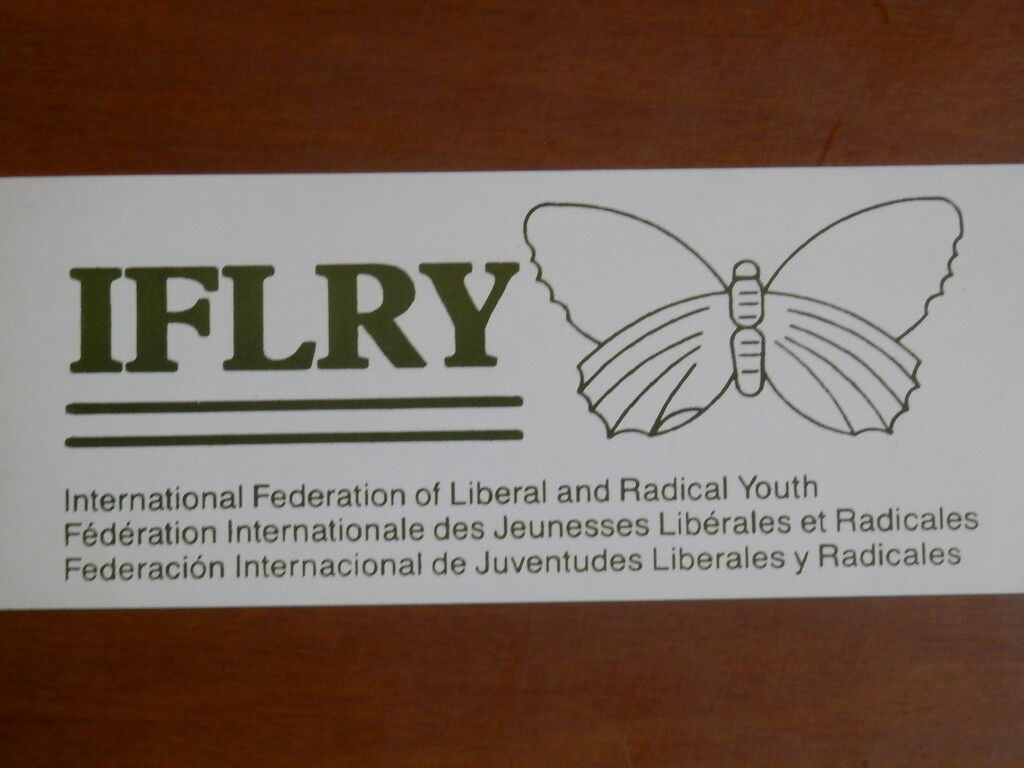 IFLRY
International Federation of Liberal and Radical Youth
Fédération Internationale des Jeunesses Libérales et Radicales
Federación Internacional de Juventudes Liberales y Radicales